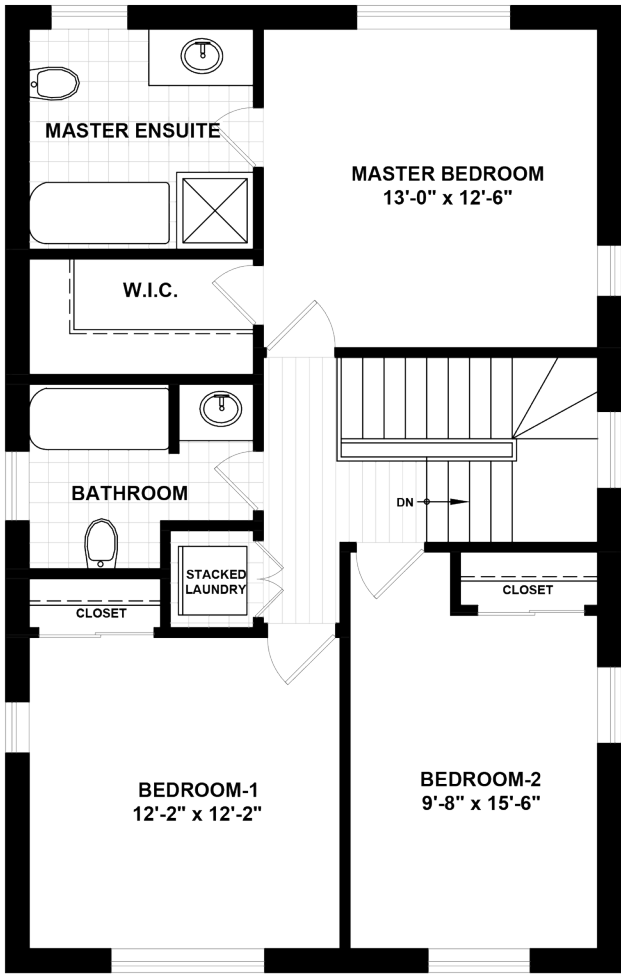 MASTER ENSUITE
MASTER BEDROOM
13'-0" x 12'-6"
W.I.C.
BATHROOM
DN
STACKED
LAUNDRY
CLOSET
CLOSET
BEDROOM-1
12'-2" x 12'-2"
BEDROOM-2
9'-8" x 15'-6"